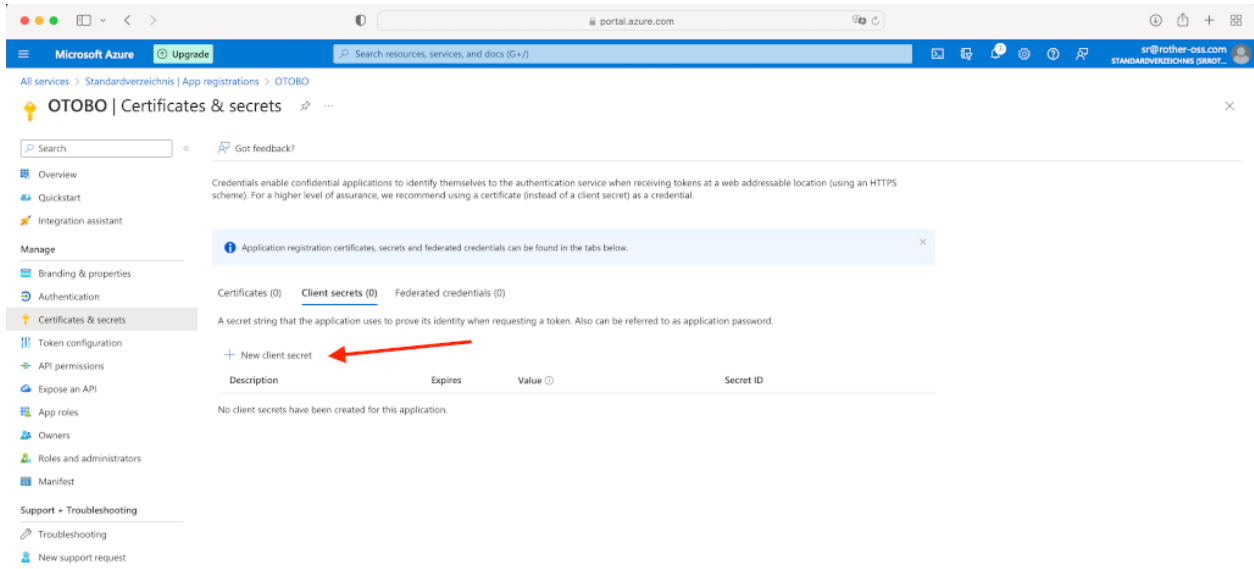 portal.azure.com
Microsoft Azure
Upgrade
Search resources, services, and docs (G+/)
1
sr@rother-oss.com
STANDARDVERZEICHNIS (SRROT...
All services > Standardverzeichnis | App registrations > OTOBO
OTOBO | Certificates & secrets
...
Search
«
Got feedback?
Overview
Quickstart
Integration assistant
Manage
Branding & properties
Authentication
Certificates & secrets
Token configuration
API permissions
Expose an API
App roles
Owners
Roles and administrators
Manifest
Support + Troubleshooting
Troubleshooting
New support request
Credentials enable confidential applications to identify themselves to the authentication service when receiving tokens at a web addressable location (using an HTTPS
scheme). For a higher level of assurance, we recommend using a certificate (instead of a client secret) as a credential.
Application registration certificates, secrets and federated credentials can be found in the tabs below.
Certificates (0) Client secrets (0) Federated credentials (0)
A secret string that the application uses to prove its identity when requesting a token. Also can be referred to as application password.
New client secret
Description Expires Value Secret ID
No client secrets have been created for this application.